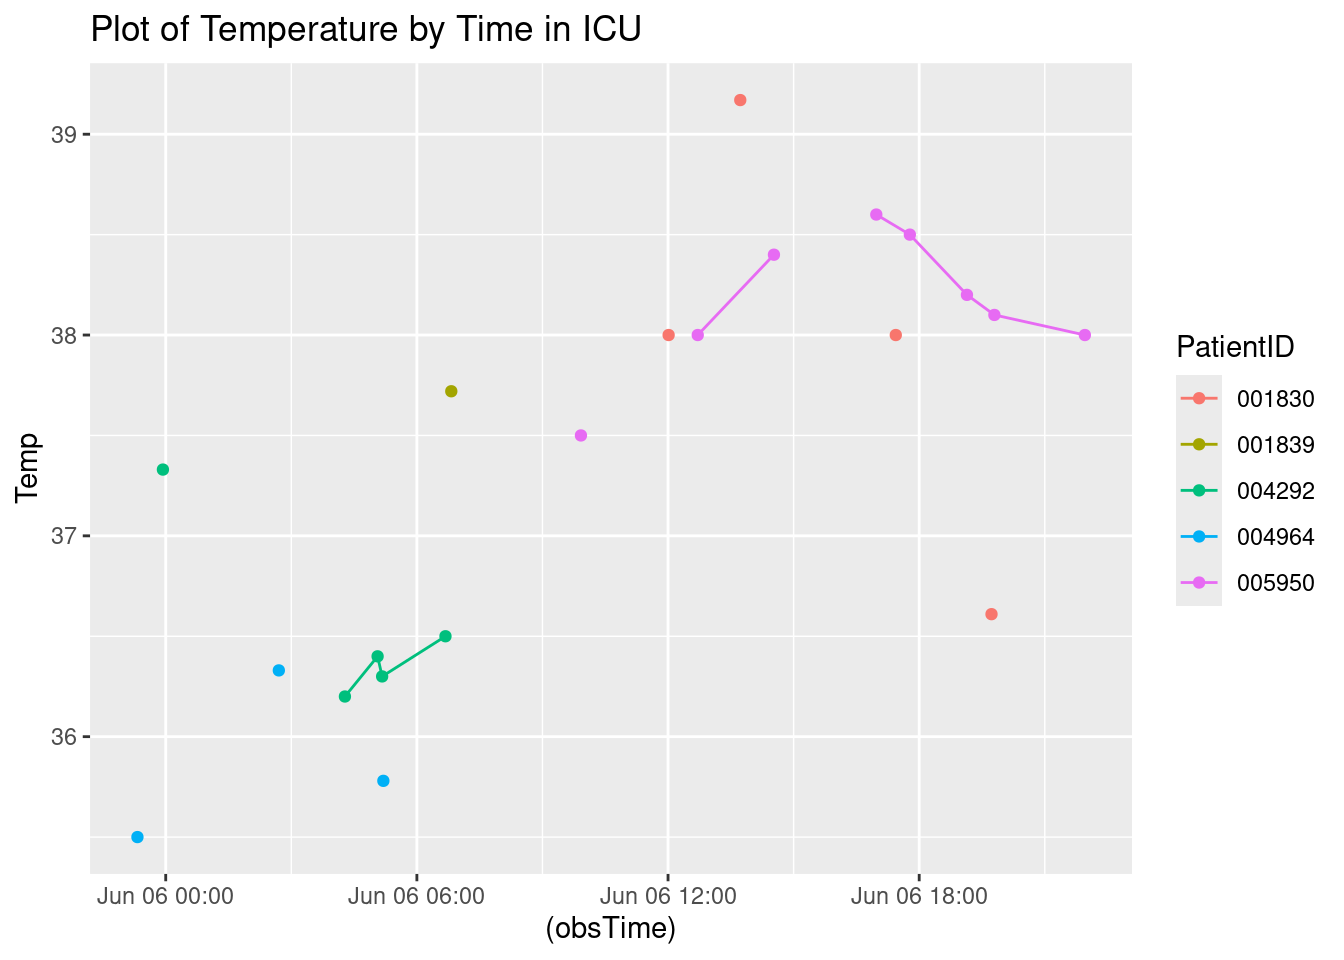 Plot of Temperature by Time in ICU
39
38
37
36
Temp
Jun 06 00:00
Jun 06 06:00
Jun 06 12:00
Jun 06 18:00
(obsTime)
PatientID
001830
001839
004292
004964
005950